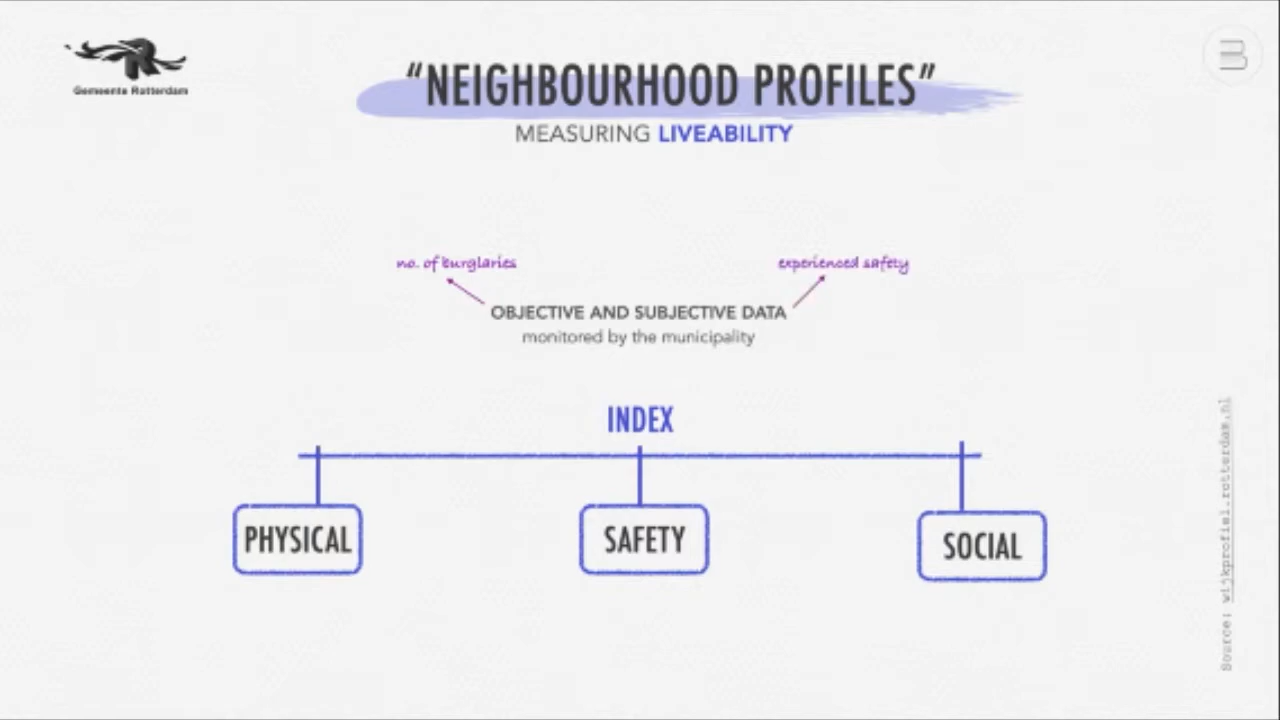 Gemeente Rotterdam
“NEIGHBOURHOOD PROFILES”
MEASURING LIVEABILITY
no. of burglaries
experienced safety
OBJECTIVE AND SUBJECTIVE DATA
monitored by the municipality
INDEX
PHYSICAL
SAFETY
SOCIAL
Source: wijkprofiel.rotterdam.nl